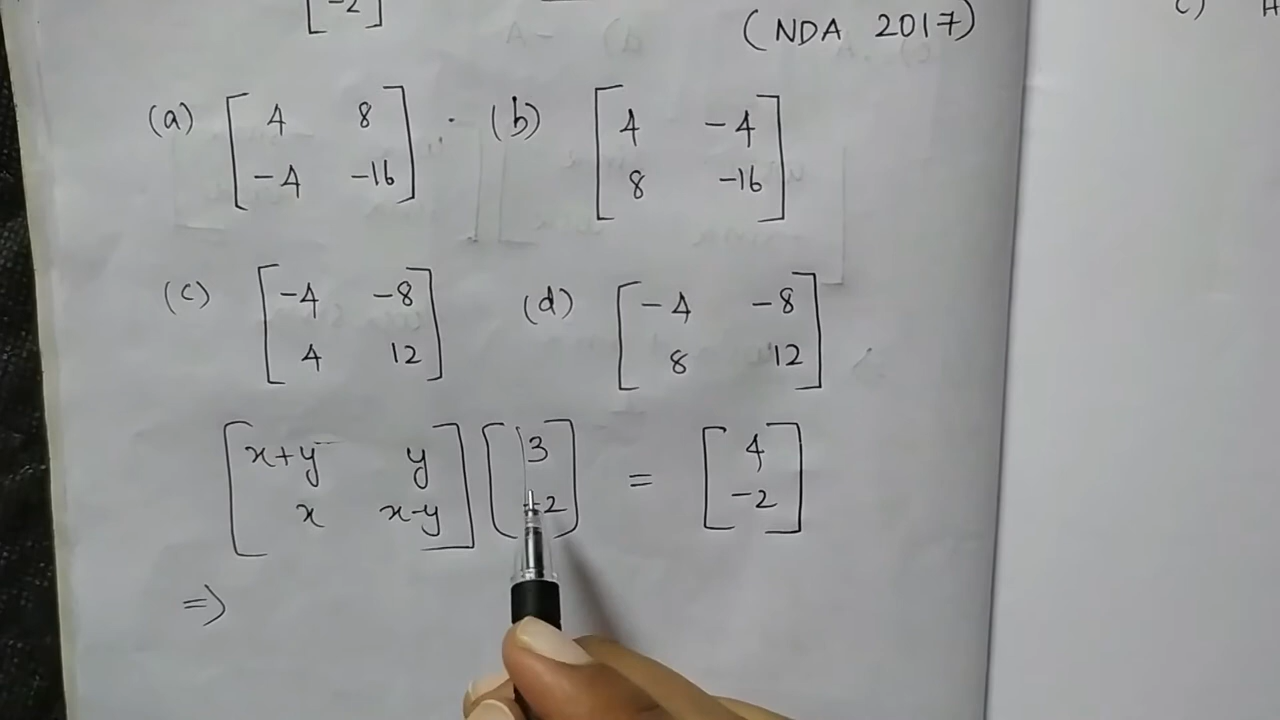 -2
(NDA 2017)
c)
(a) [4 8
-4 -16]
(b) [4 -4
8 -16]
(c) [-4 -8
4 12]
(d) [-4 -8
8 12]
[x+y y
x x-y] [3
-2] = [4
-2]
=>